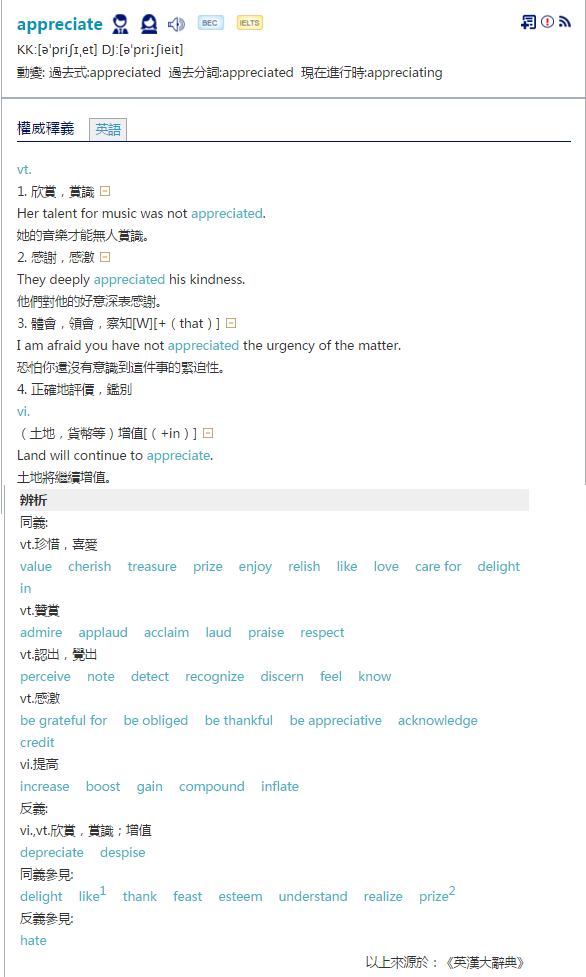 appreciate BEC IELTS
KK:[əˈpriʃɪˌet] DJ:[əˈpri:ʃieit]
動變: 過去式:appreciated 過去分詞:appreciated 現在進行時:appreciating
權威釋義 英語
vt.
1. 欣賞，賞識
Her talent for music was not appreciated.
她的音樂才能無人賞識。
2. 感謝，感激
They deeply appreciated his kindness.
他們對他的好意深表感謝。
3. 體會，領會，察知[W][+（that）]
I am afraid you have not appreciated the urgency of the matter.
恐怕你還沒有意識到這件事的緊迫性。
4. 正確地評價，鑑別
vi.
（土地，貨幣等）增值[（+in）]
Land will continue to appreciate.
土地將繼續增值。
辨析
同義:
vt.珍惜，喜愛
value cherish treasure prize enjoy relish like love care for delight
in
vt.贊賞
admire applaud acclaim laud praise respect
vt.認出，覺出
perceive note detect recognize discern feel know
vt.感激
be grateful for be obliged be thankful be appreciative acknowledge
credit
vi.提高
increase boost gain compound inflate
反義:
vi.,vt.欣賞，賞識；增值
depreciate despise
同義參見:
delight like1 thank feast esteem understand realize prize2
反義參見:
hate
以上來源於：《英漢大辭典》